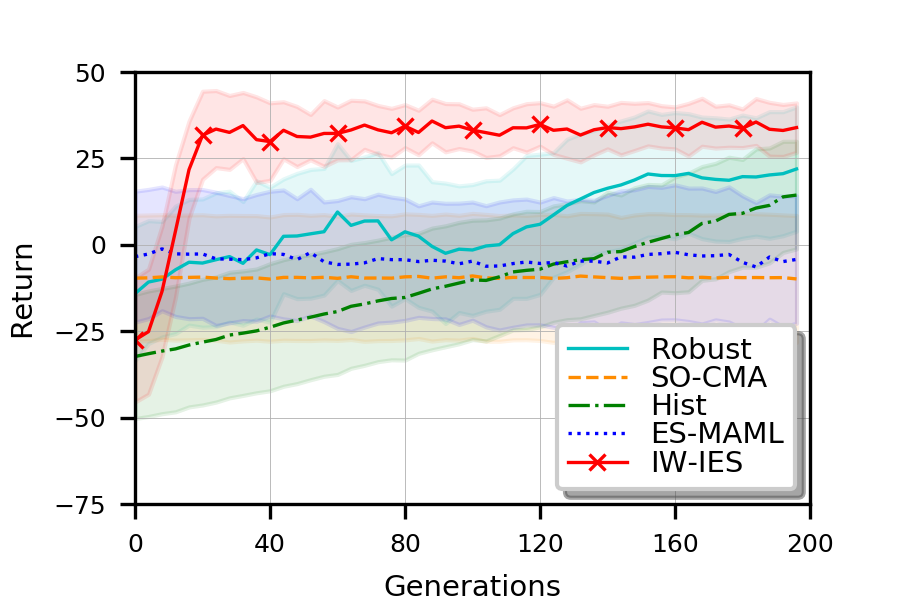 50
25
0
−25
−50
−75
Return
0 40 80 120 160 200
Generations
Robust
SO-CMA
Hist
ES-MAML
IW-IES